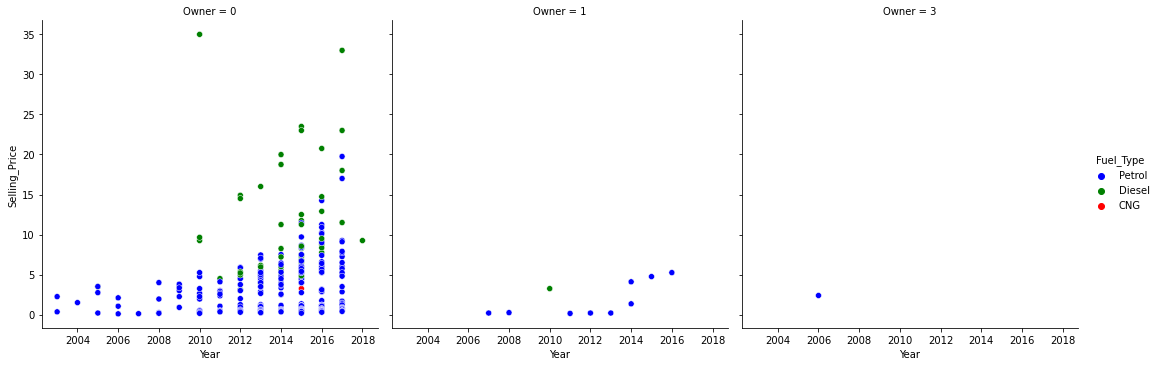 Owner = 0
Owner = 1
Owner = 3
Selling_Price
35
30
25
20
15
10
5
0
2004 2006 2008 2010 2012 2014 2016 2018
Year
2004 2006 2008 2010 2012 2014 2016 2018
Year
2004 2006 2008 2010 2012 2014 2016 2018
Year
Fuel_Type
Petrol
Diesel
CNG